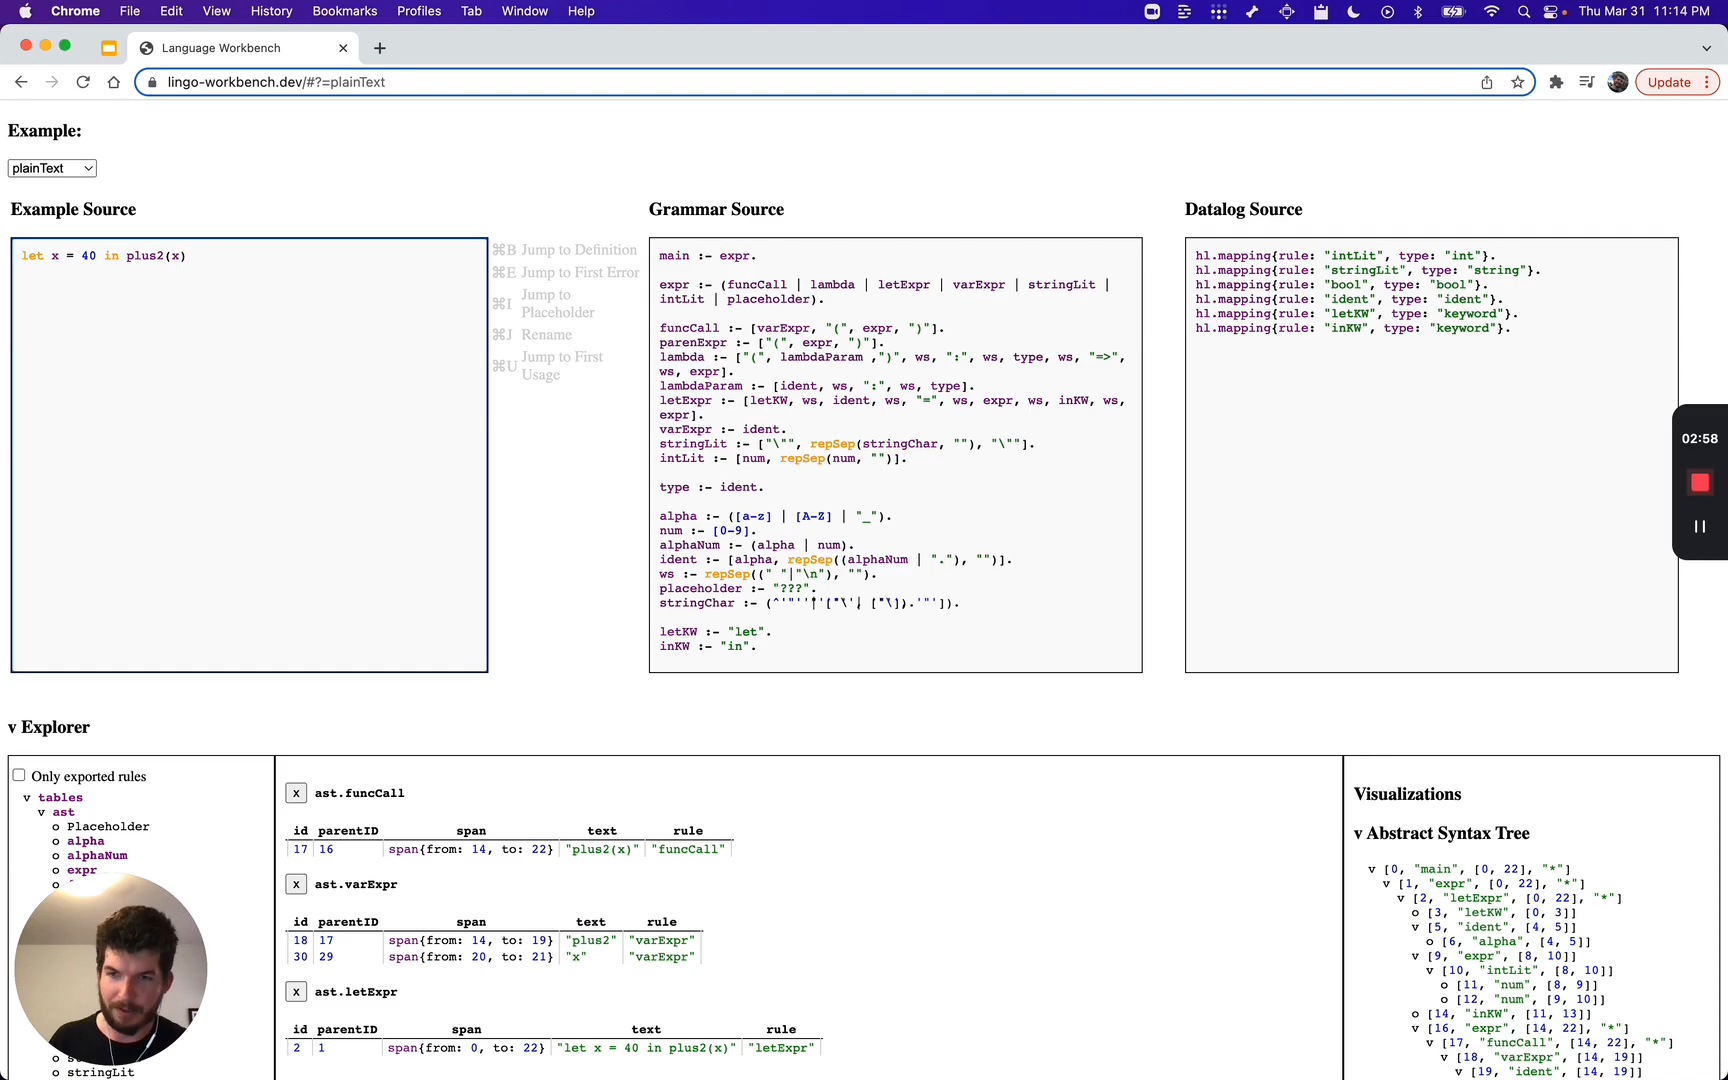 Chrome File Edit View History Bookmarks Profiles Tab Window Help
Thu Mar 31 11:14 PM
Language Workbench
lingo-workbench.dev/#?=plainText
Update
Example:
plainText
Example Source
let x = 40 in plus2(x)
⌘B Jump to Definition
⌘E Jump to First Error
⌘I Jump to Placeholder
⌘J Rename
⌘U Jump to First Usage
Grammar Source
main :- expr.
expr :- (funcCall | lambda | letExpr | varExpr | stringLit |
intLit | placeholder).
funcCall :- [varExpr, "(", expr, ")"].
parenExpr :- ["(", expr, ")"].
lambda :- ["(", lambdaParam ,")", ws, ":", ws, type, ws, "=>",
ws, expr].
lambdaParam :- [ident, ws, ":", ws, type].
letExpr :- [letKW, ws, ident, ws, "=", ws, expr, ws, inKW, ws,
expr].
varExpr :- ident.
stringLit :- ["\"", repSep(stringChar, ""), "\""].
intLit :- [num, repSep(num, "")].
type :- ident.
alpha :- ([a-z] | [A-Z] | "_").
num :- [0-9].
alphaNum :- (alpha | num).
ident :- [alpha, repSep((alphaNum | "."), "")].
ws :- repSep((" "|"\n"), "").
placeholder :- "???".
stringChar :-
letKW :- "let".
inKW :- "in".
Datalog Source
hl.mapping{rule: "intLit", type: "int"}.
hl.mapping{rule: "stringLit", type: "string"}.
hl.mapping{rule: "bool", type: "bool"}.
hl.mapping{rule: "ident", type: "ident"}.
hl.mapping{rule: "letKW", type: "keyword"}.
hl.mapping{rule: "inKW", type: "keyword"}.
02:58
v Explorer
Only exported rules
v tables
v ast
o Placeholder
o alpha
o alphaNum
o expr
o
o
o stringLit
x ast.funcCall
id parentID span text rule
17 16 span{from: 14, to: 22} "plus2(x)" "funcCall"
x ast.varExpr
id parentID span text rule
18 17 span{from: 14, to: 19} "plus2" "varExpr"
30 29 span{from: 20, to: 21} "x" "varExpr"
x ast.letExpr
id parentID span text rule
2 1 span{from: 0, to: 22} "let x = 40 in plus2(x)" "letExpr"
Visualizations
v Abstract Syntax Tree
v [0, "main", [0, 22], "*"]
v [1, "expr", [0, 22], "*"]
v [2, "letExpr", [0, 22], "*"]
o [3, "letKW", [0, 3]]
v [5, "ident", [4, 5]]
o [6, "alpha", [4, 5]]
v [9, "expr", [8, 10]]
v [10, "intLit", [8, 10]]
o [11, "num", [8, 9]]
o [12, "num", [9, 10]]
o [14, "inKW", [11, 13]]
v [16, "expr", [14, 22], "*"]
v [17, "funcCall", [14, 22], "*"]
v [18, "varExpr", [14, 19]]
v [19, "ident", [14, 19]]